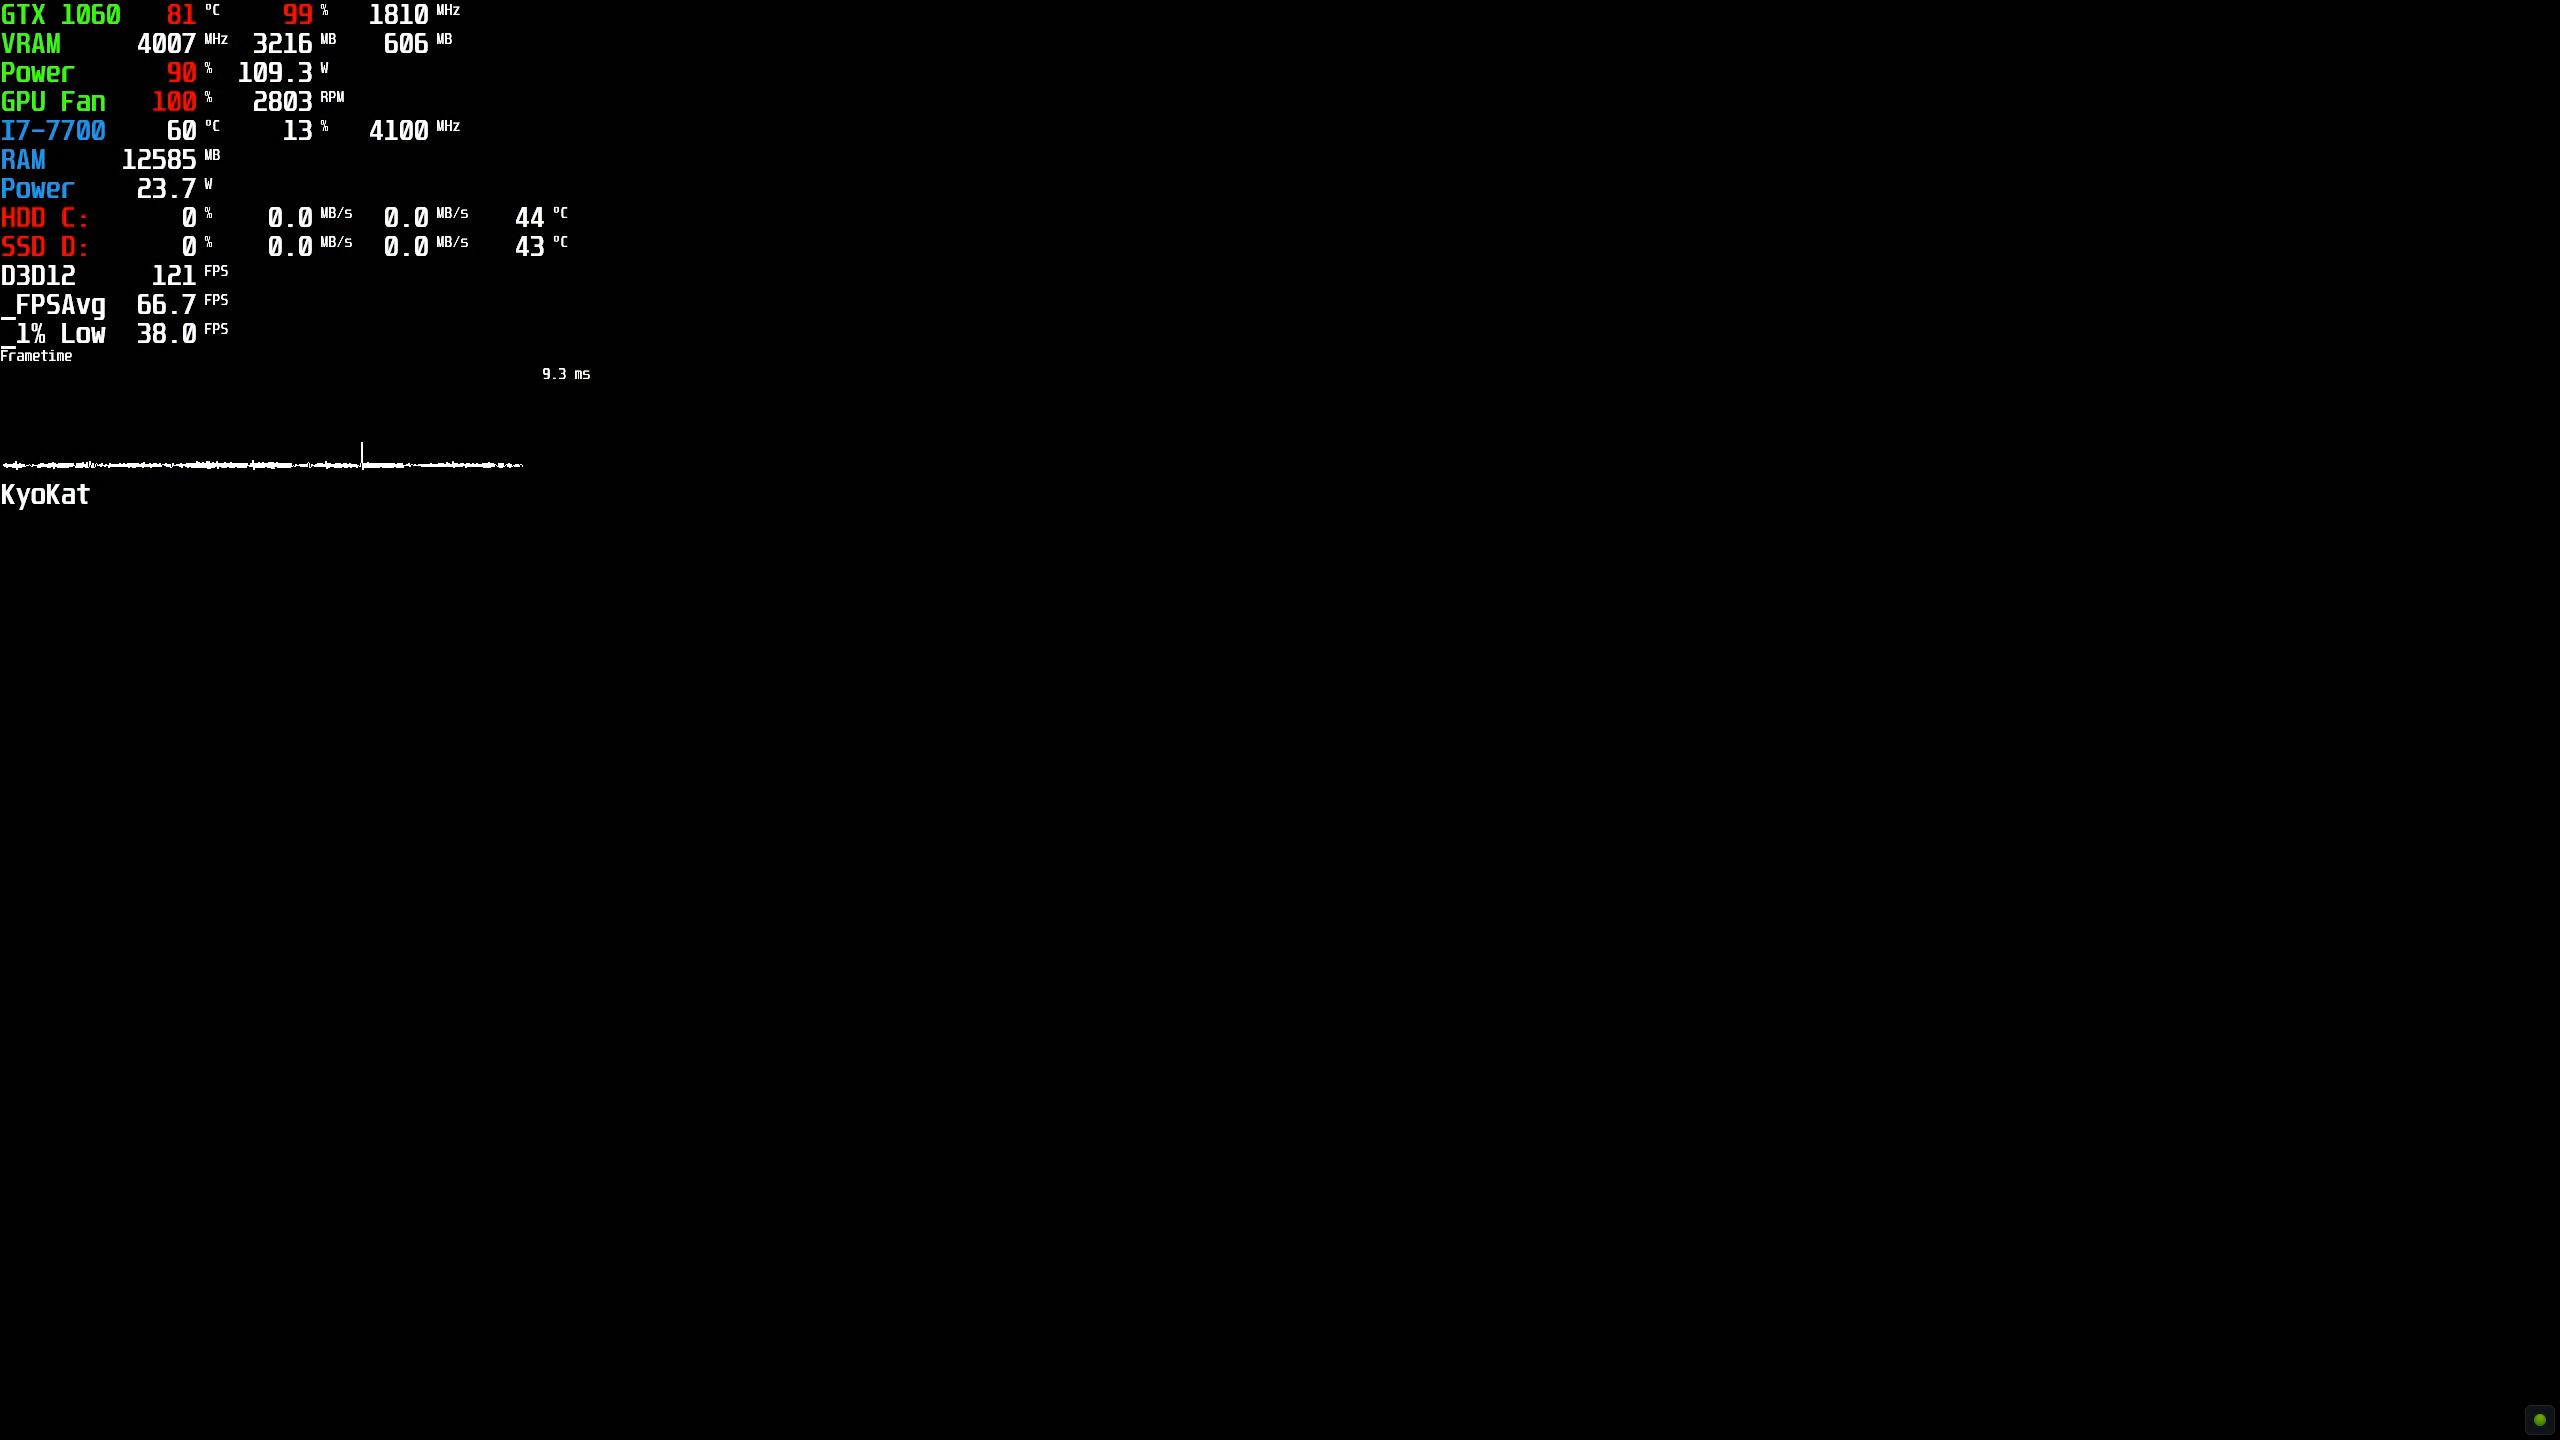 GTX 1060 81 °C 99 % 1810 MHz
VRAM 4007 MHz 3216 MB 606 MB
Power 90 % 109.3 W
GPU Fan 100 % 2803 RPM
I7-7700 60 °C 13 % 4100 MHz
RAM 12585 MB
Power 23.7 W
HDD C: 0 % 0.0 MB/s 0.0 MB/s 44 °C
SSD D: 0 % 0.0 MB/s 0.0 MB/s 43 °C
D3D12 121 FPS
_FPSAvg 66.7 FPS
_1% Low 38.0 FPS
Frametime
9.3 ms
KyoKat